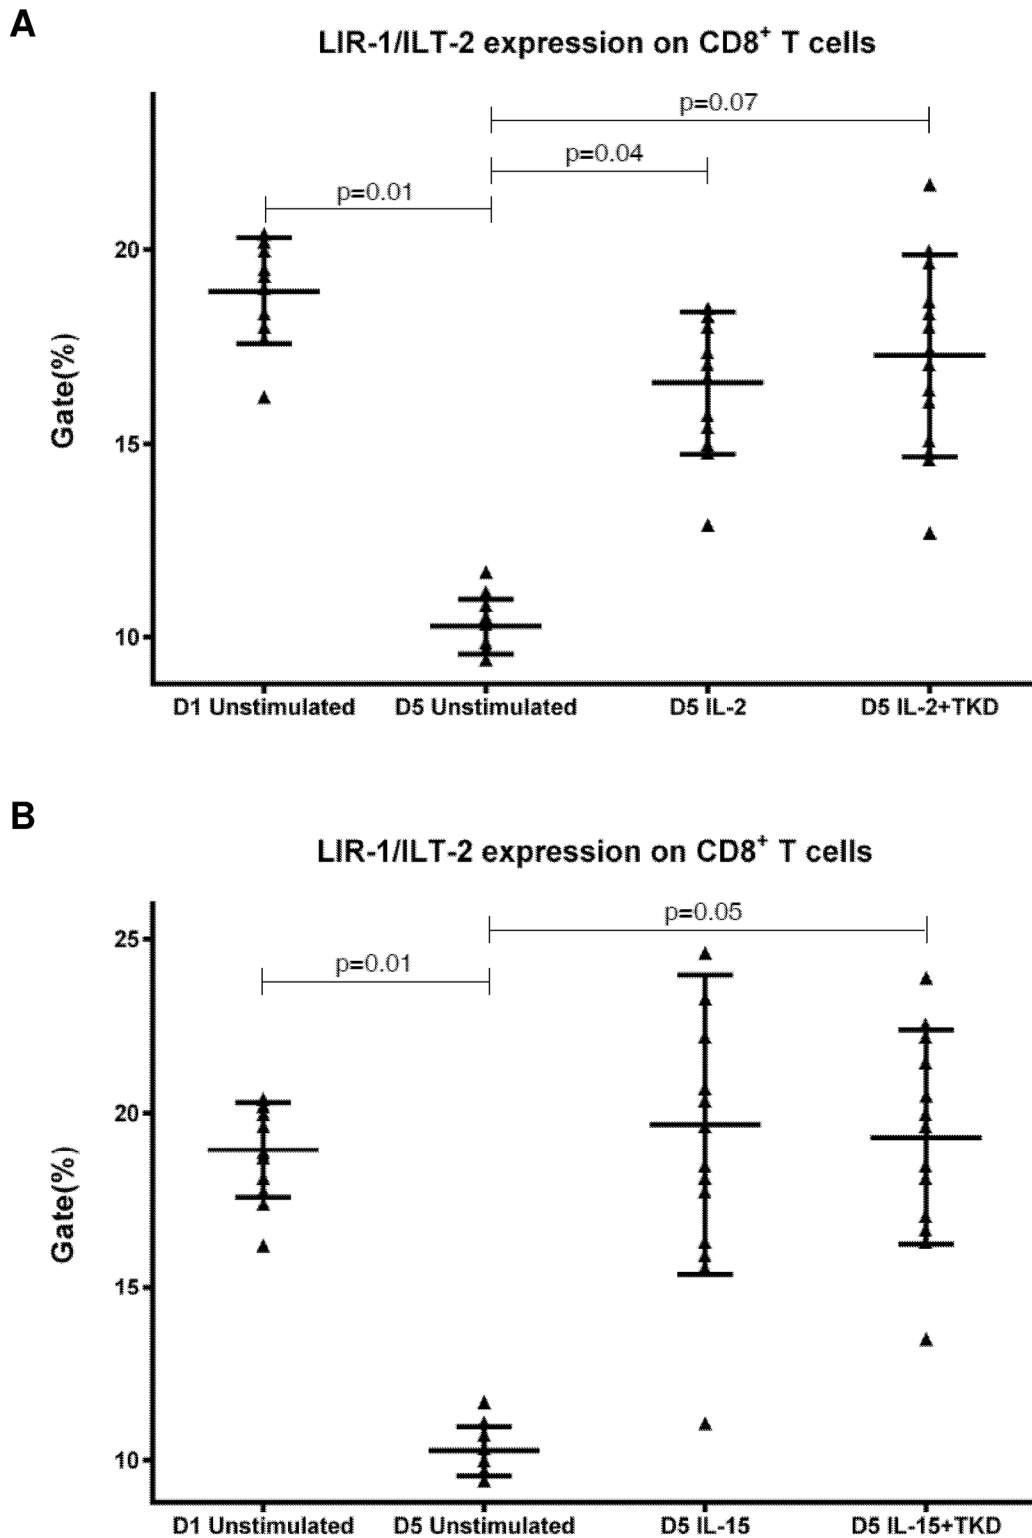 A
LIR-1/ILT-2 expression on CD8+ T cells
p=0.07
p=0.04
p=0.01
20
15
10
Gate(%)
D1 Unstimulated D5 Unstimulated D5 IL-2 D5 IL-2+TKD
B
LIR-1/ILT-2 expression on CD8+ T cells
p=0.05
p=0.01
25
20
15
10
Gate(%)
D1 Unstimulated D5 Unstimulated D5 IL-15 D5 IL-15+TKD